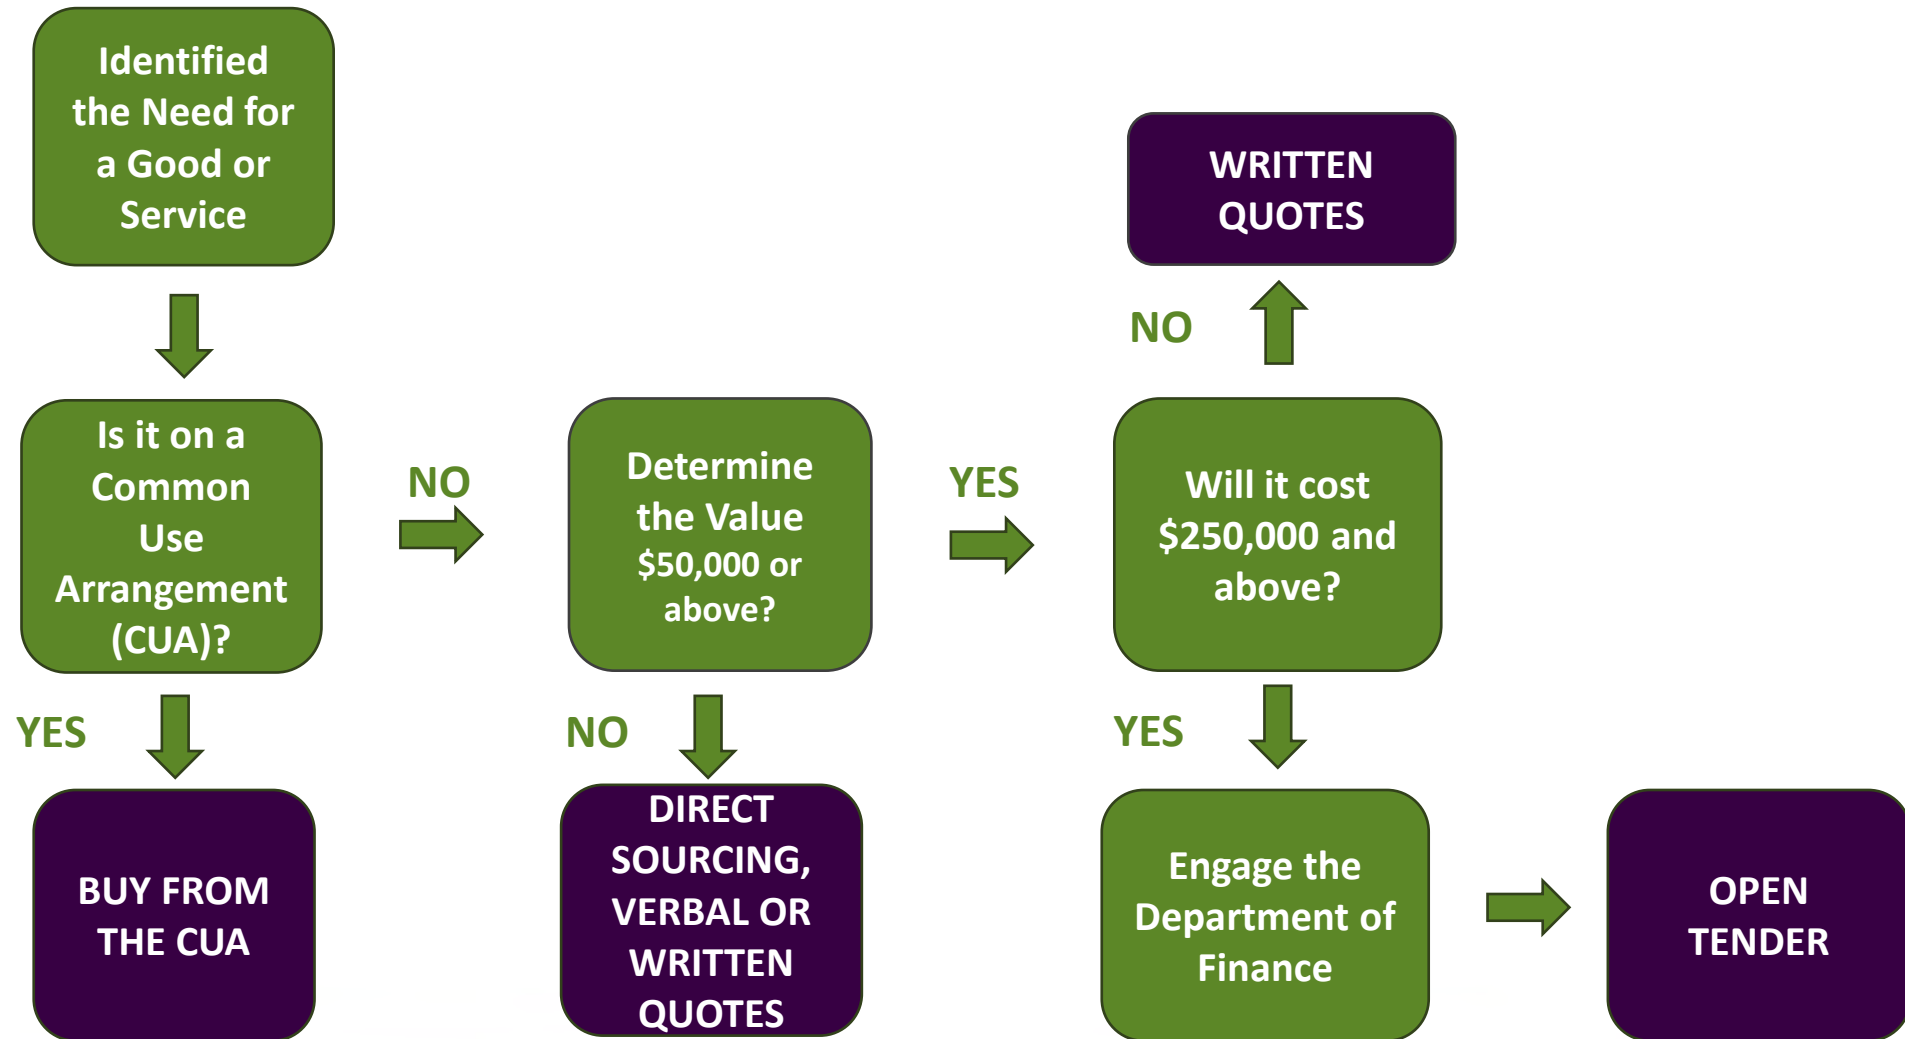 Identified
the Need for
a Good or
Service
Is it on a
Common
Use
Arrangement
(CUA)?
YES
BUY FROM
THE CUA
NO
Determine
the Value
$50,000 or
above?
NO
DIRECT
SOURCING,
VERBAL OR
WRITTEN
QUOTES
YES
Will it cost
$250,000 and
above?
NO
WRITTEN
QUOTES
YES
Engage the
Department of
Finance
OPEN
TENDER